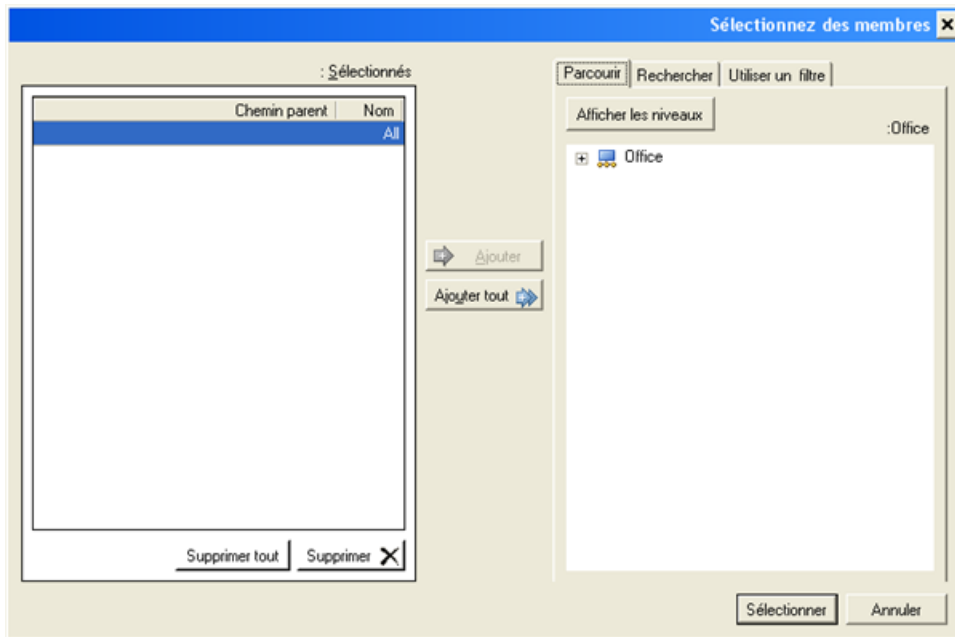 Sélectionnez des membres
: Sélectionnés
Chemin parent Nom
All
Supprimer tout Supprimer
Ajouter
Ajouter tout
Parcourir Rechercher Utiliser un filtre
Afficher les niveaux
:Office
Office
Sélectionner Annuler